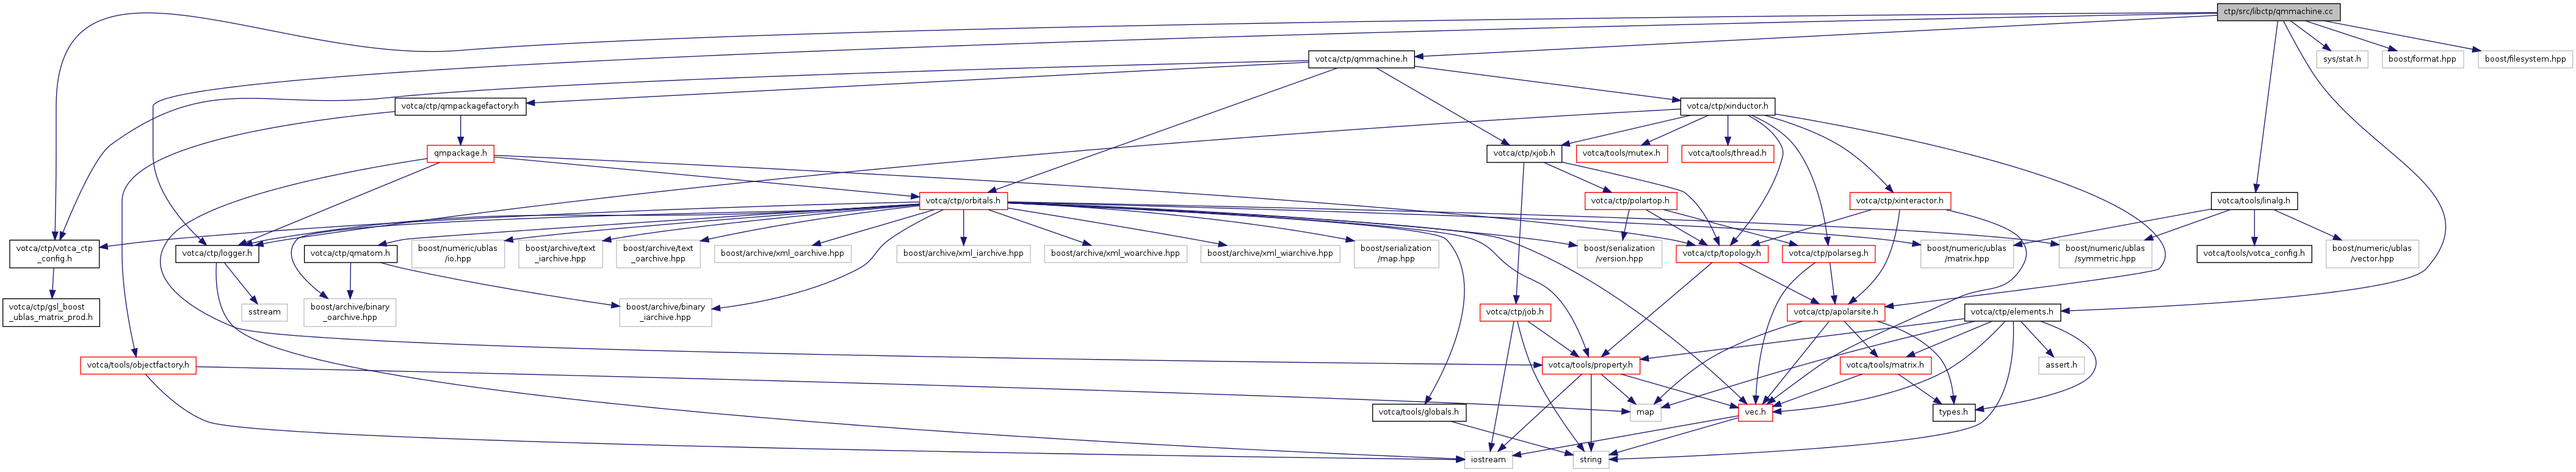 ctp/src/libctp/qmmachine.cc
votca/ctp/qmmachine.h
sys/stat.h
boost/format.hpp
boost/filesystem.hpp
votca/ctp/qmpackagefactory.h
votca/ctp/xinductor.h
qmpackage.h
votca/ctp/xjob.h
votca/tools/mutex.h
votca/tools/thread.h
votca/ctp/orbitals.h
votca/ctp/polartop.h
votca/ctp/xinteractor.h
votca/tools/linalg.h
votca/ctp/votca_ctp
_config.h
votca/ctp/logger.h
votca/ctp/qmatom.h
boost/numeric/ublas
/io.hpp
boost/archive/text
_iarchive.hpp
boost/archive/text
_oarchive.hpp
boost/archive/xml_oarchive.hpp
boost/archive/xml_iarchive.hpp
boost/archive/xml_woarchive.hpp
boost/archive/xml_wiarchive.hpp
boost/serialization
/map.hpp
boost/serialization
/version.hpp
votca/ctp/topology.h
votca/ctp/polarseg.h
boost/numeric/ublas
/matrix.hpp
boost/numeric/ublas
/symmetric.hpp
votca/tools/votca_config.h
boost/numeric/ublas
/vector.hpp
votca/ctp/gsl_boost
_ublas_matrix_prod.h
sstream
boost/archive/binary
_oarchive.hpp
boost/archive/binary
_iarchive.hpp
votca/ctp/job.h
votca/ctp/apolarsite.h
votca/ctp/elements.h
votca/tools/objectfactory.h
votca/tools/property.h
votca/tools/matrix.h
assert.h
votca/tools/globals.h
map
vec.h
types.h
iostream
string